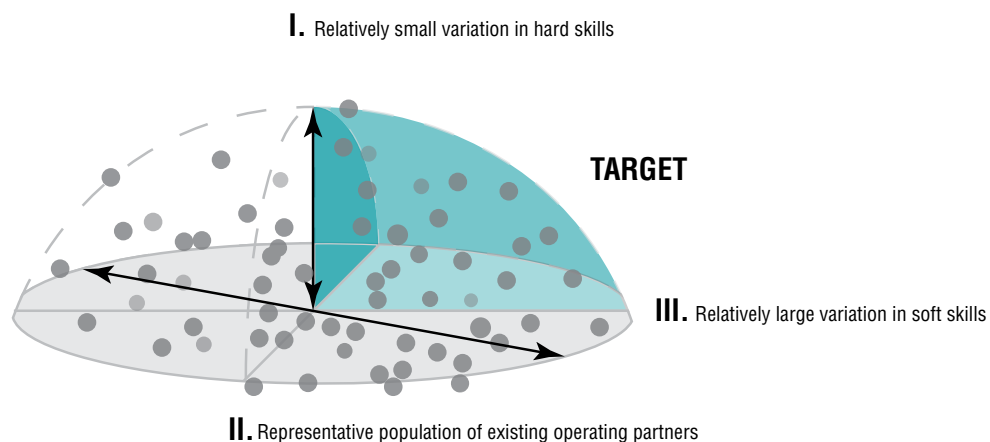 I. Relatively small variation in hard skills
TARGET
III. Relatively large variation in soft skills
II. Representative population of existing operating partners